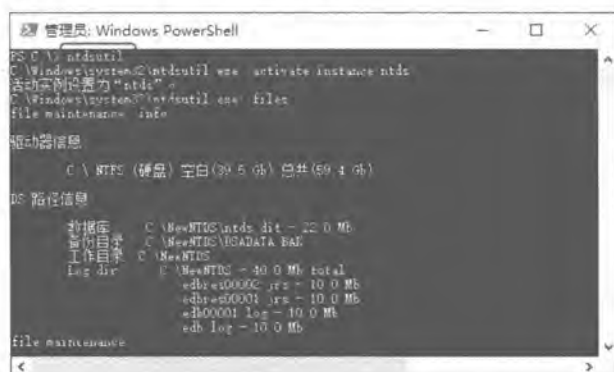 管理员: Windows PowerShell
PS C:\> ntdsutil
C:\Windows\system32\ntdsutil.exe: activate instance ntds
活动实例设置为“ntds”。
C:\Windows\system32\ntdsutil.exe: files
file maintenance: info
驱动器信息:
C:\ NTFS (硬盘) 空白(39.5 Gb) 总共(59.4 Gb)
DS 路径信息:
数据库 : C:\NewNTDS\ntds.dit - 22.0 Mb
备份目录 : C:\NewNTDS\DSADATA.BAK
工作目录: C:\NewNTDS
Log dir : C:\NewNTDS - 40.0 Mb total
edbres00002.jrs - 10.0 Mb
edbres00001.jrs - 10.0 Mb
edb00001.log - 10.0 Mb
edb.log - 10.0 Mb
file maintenance: